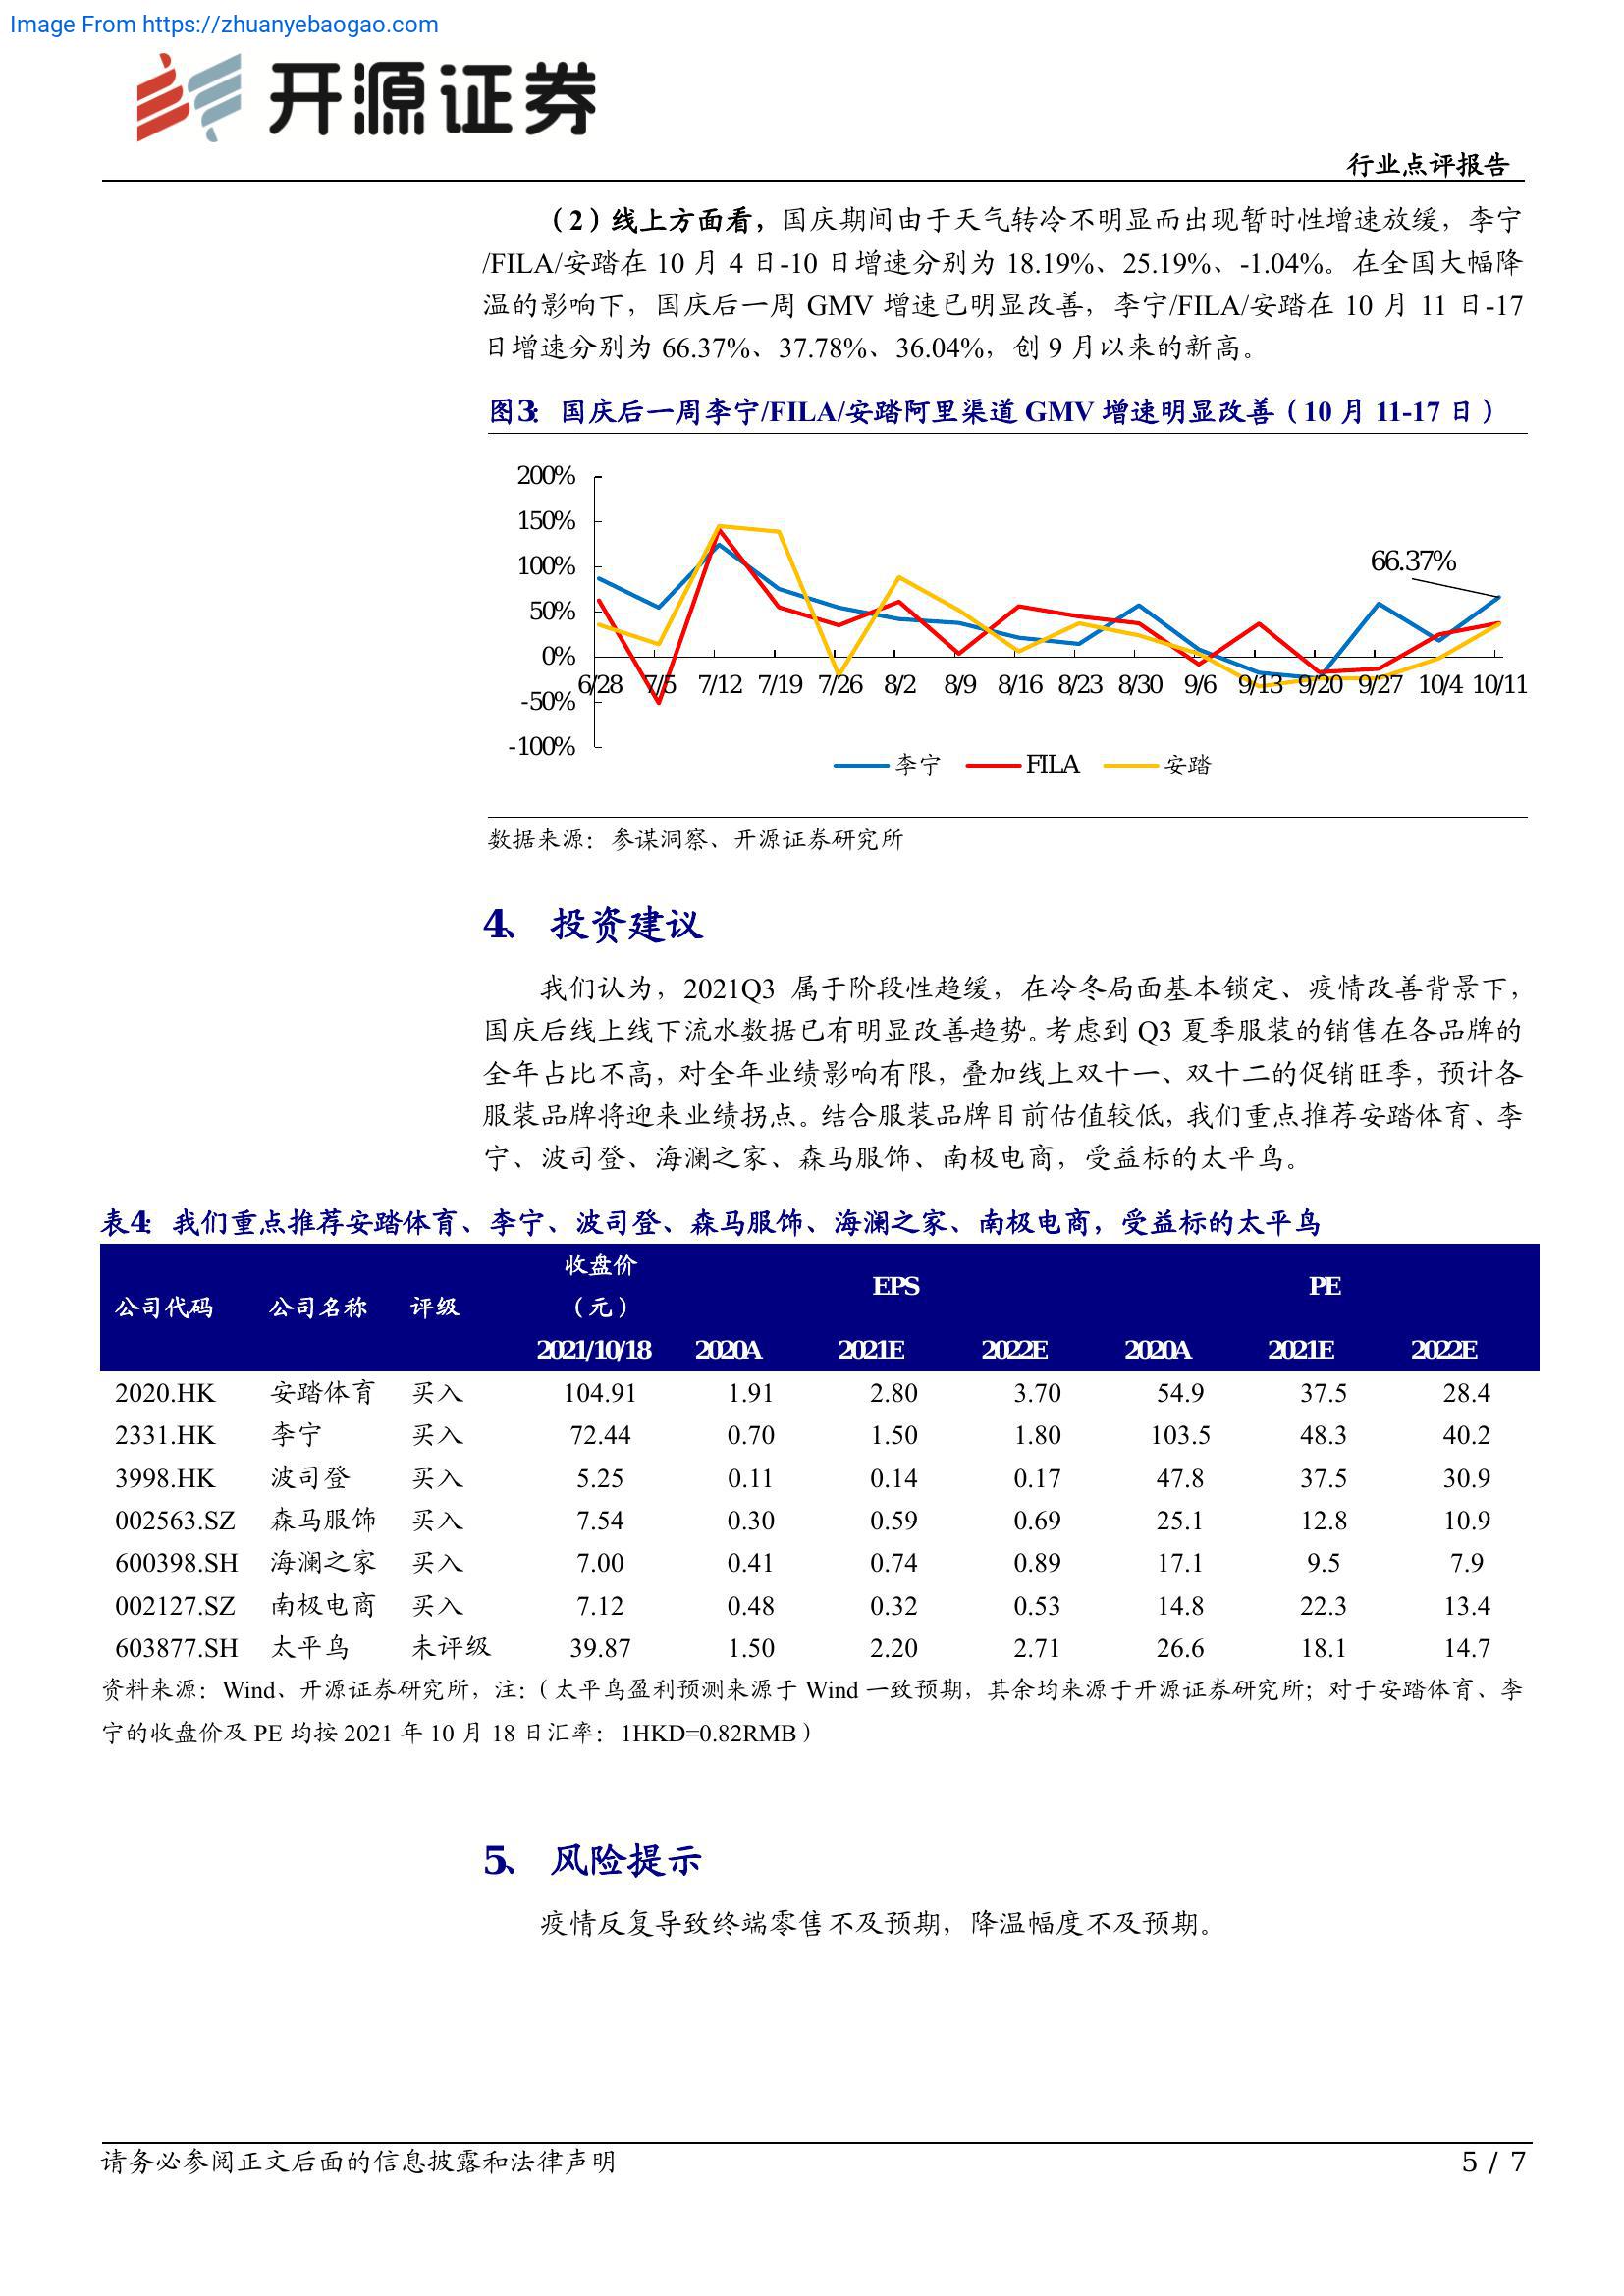 Image From https://zhuanyebaogao.com
开源证券
行业点评报告
（2）线上方面看，国庆期间由于天气转冷不明显而出现暂时性增速放缓，李宁
/FILA/安踏在 10 月 4 日-10 日增速分别为 18.19%、25.19%、-1.04%。在全国大幅降
温的影响下，国庆后一周 GMV 增速已明显改善，李宁/FILA/安踏在 10 月 11 日-17
日增速分别为 66.37%、37.78%、36.04%，创 9 月以来的新高。
图3： 国庆后一周李宁/FILA/安踏阿里渠道 GMV 增速明显改善（10 月 11-17 日）
200%
150%
100%
50%
0%
-50%
-100%
66.37%
6/28 7/5 7/12 7/19 7/26 8/2 8/9 8/16 8/23 8/30 9/6 9/13 9/20 9/27 10/4 10/11
李宁 FILA 安踏
数据来源：参谋洞察、开源证券研究所
4、 投资建议
我们认为，2021Q3 属于阶段性趋缓，在冷冬局面基本锁定、疫情改善背景下，
国庆后线上线下流水数据已有明显改善趋势。考虑到 Q3 夏季服装的销售在各品牌的
全年占比不高，对全年业绩影响有限，叠加线上双十一、双十二的促销旺季，预计各
服装品牌将迎来业绩拐点。结合服装品牌目前估值较低，我们重点推荐安踏体育、李
宁、波司登、海澜之家、森马服饰、南极电商，受益标的太平鸟。
表4： 我们重点推荐安踏体育、李宁、波司登、森马服饰、海澜之家、南极电商，受益标的太平鸟
收盘价 EPS PE
公司代码 公司名称 评级 （元）
2021/10/18 2020A 2021E 2022E 2020A 2021E 2022E
2020.HK 安踏体育 买入 104.91 1.91 2.80 3.70 54.9 37.5 28.4
2331.HK 李宁 买入 72.44 0.70 1.50 1.80 103.5 48.3 40.2
3998.HK 波司登 买入 5.25 0.11 0.14 0.17 47.8 37.5 30.9
002563.SZ 森马服饰 买入 7.54 0.30 0.59 0.69 25.1 12.8 10.9
600398.SH 海澜之家 买入 7.00 0.41 0.74 0.89 17.1 9.5 7.9
002127.SZ 南极电商 买入 7.12 0.48 0.32 0.53 14.8 22.3 13.4
603877.SH 太平鸟 未评级 39.87 1.50 2.20 2.71 26.6 18.1 14.7
资料来源：Wind、开源证券研究所，注：（太平鸟盈利预测来源于 Wind 一致预期，其余均来源于开源证券研究所；对于安踏体育、李
宁的收盘价及 PE 均按 2021 年 10 月 18 日汇率：1HKD=0.82RMB）
5、 风险提示
疫情反复导致终端零售不及预期，降温幅度不及预期。
请务必参阅正文后面的信息披露和法律声明
5 / 7